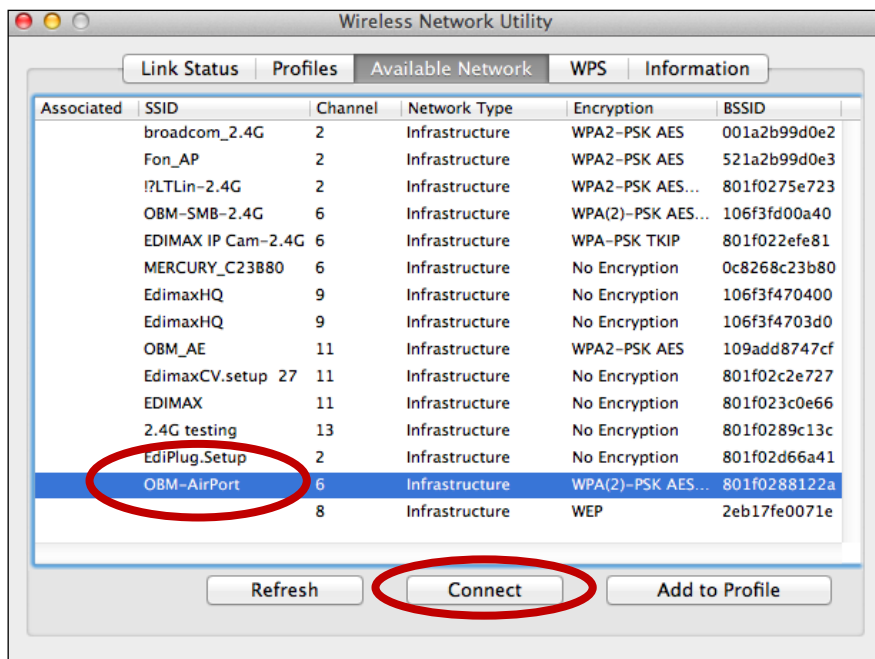 Wireless Network Utility
Link Status Profiles Available Network WPS Information
Associated SSID Channel Network Type Encryption BSSID
broadcom_2.4G 2 Infrastructure WPA2-PSK AES 001a2b99d0e2
Fon_AP 2 Infrastructure WPA2-PSK AES 521a2b99d0e3
!?LTLin-2.4G 2 Infrastructure WPA2-PSK AES... 801f0275e723
OBM-SMB-2.4G 6 Infrastructure WPA(2)-PSK AES... 106f3fd00a40
EDIMAX IP Cam-2.4G 6 Infrastructure WPA-PSK TKIP 801f022efe81
MERCURY_C23B80 6 Infrastructure No Encryption 0c8268c23b80
EdimaxHQ 9 Infrastructure No Encryption 106f3f470400
EdimaxHQ 9 Infrastructure No Encryption 106f3f4703d0
OBM_AE 11 Infrastructure WPA2-PSK AES 109add8747cf
EdimaxCV.setup 27 11 Infrastructure No Encryption 801f02c2e727
EDIMAX 11 Infrastructure No Encryption 801f023c0e66
2.4G testing 13 Infrastructure No Encryption 801f0289c13c
EdiPlug.Setup 2 Infrastructure No Encryption 801f02d66a41
OBM-AirPort 6 Infrastructure WPA(2)-PSK AES... 801f0288122a
8 Infrastructure WEP 2eb17fe0071e
Refresh Connect Add to Profile